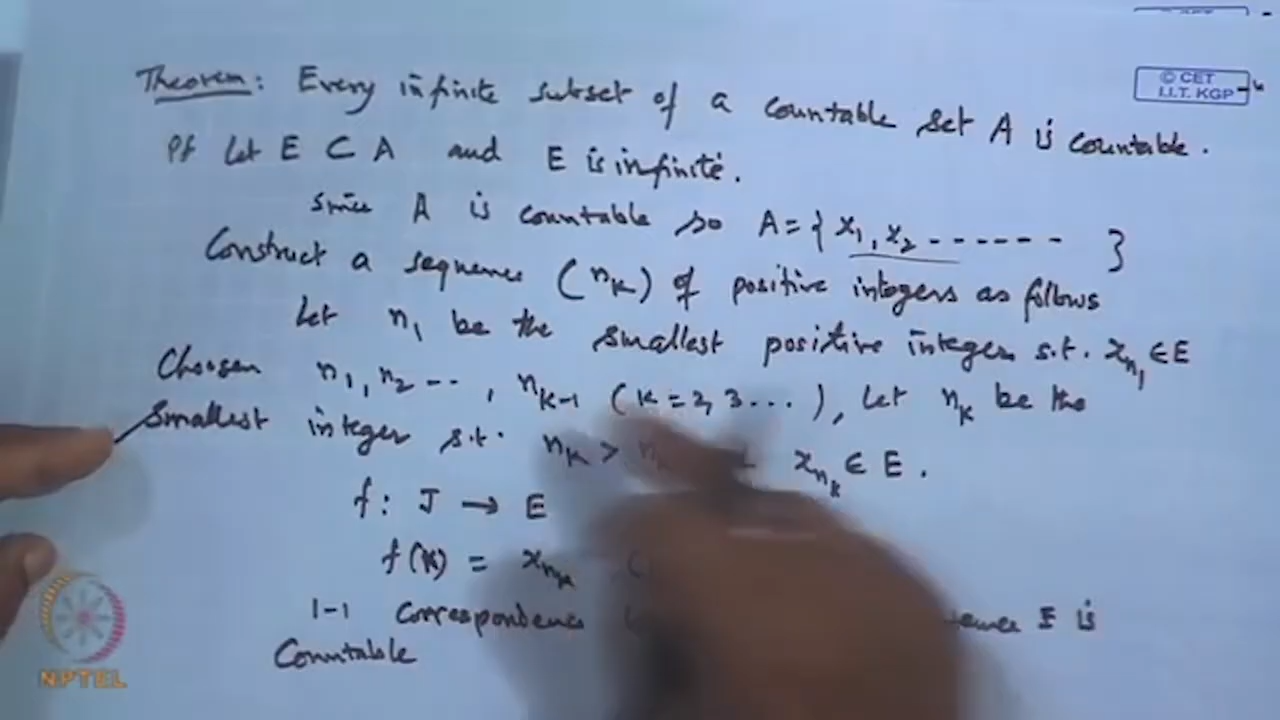 © CET
I.I.T. KGP
Theorem: Every infinite subset of a countable set A is countable.
Pf Let E ⊂ A and E is infinite.
since A is countable so A = { x₁, x₂ ------ }
Construct a sequence (nₖ) of positive integers as follows
Let n₁ be the smallest positive integer s.t. xₙ₁ ∈ E
Choosen n₁, n₂ --, nₖ₋₁ (k = 2, 3 ...), Let nₖ be the
smallest integer s.t. nₖ > xₙₖ ∈ E.
f: J → E
f(k) = xₙₖ
1-1 correspondence E is
Countable
NPTEL